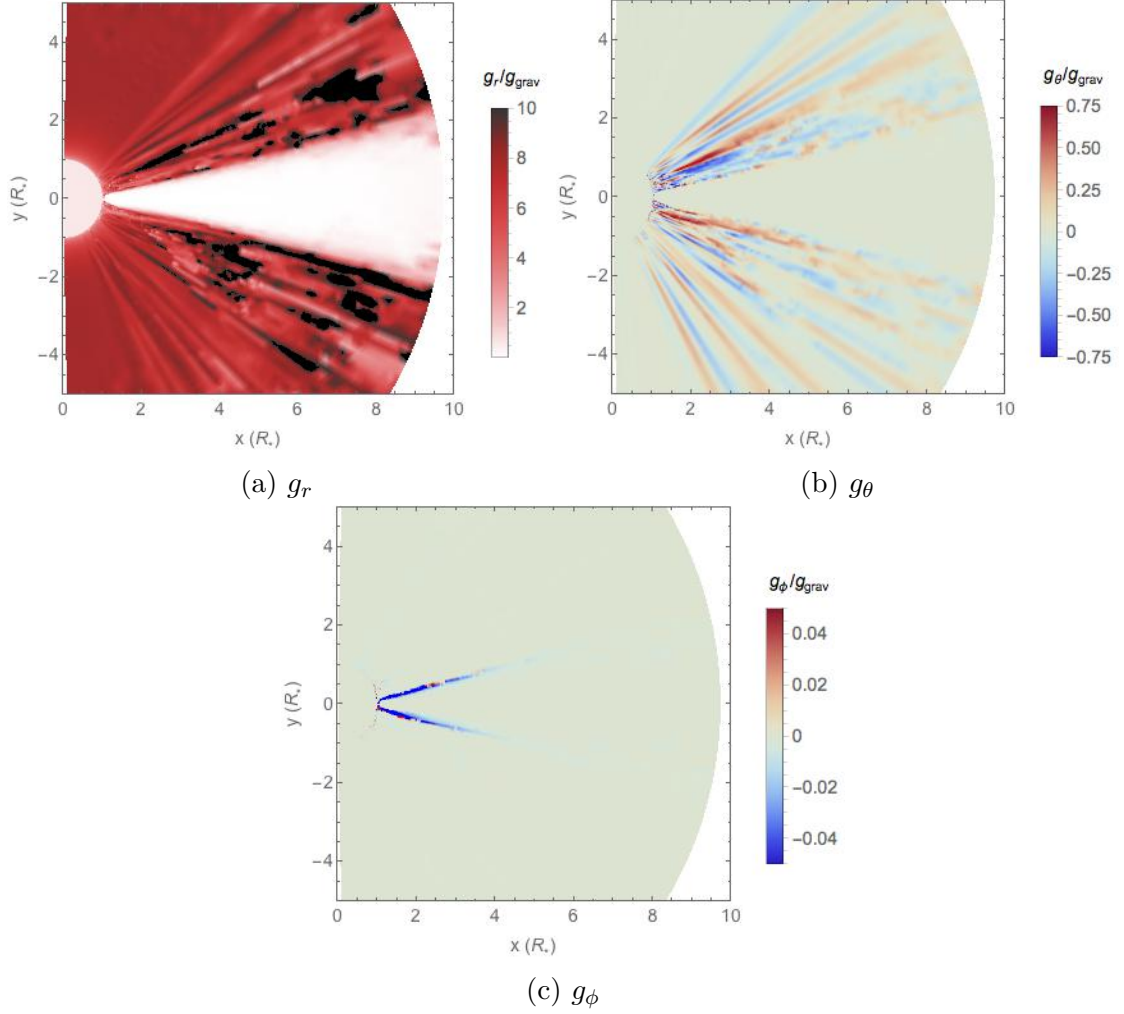 4
2
0
−2
−4
y (R*)
0 2 4 6 8 10
x (R*)
g_r/g_grav
10
8
6
4
2
(a) g_r
4
2
0
−2
−4
y (R*)
0 2 4 6 8 10
x (R*)
g_θ/g_grav
0.75
0.50
0.25
0
−0.25
−0.50
−0.75
(b) g_θ
4
2
0
−2
−4
y (R*)
0 2 4 6 8 10
x (R*)
g_ϕ/g_grav
0.04
0.02
0
−0.02
−0.04
(c) g_ϕ